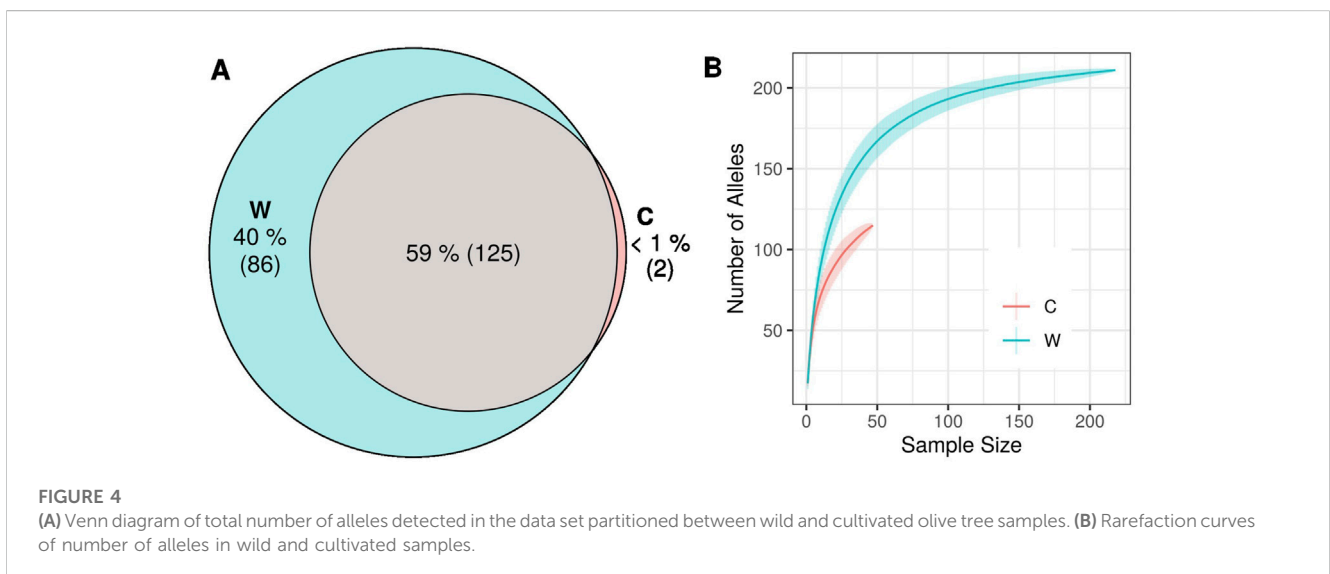 A
W
40 %
(86)
59 % (125)
C
< 1 %
(2)
B
Number of Alleles
200
150
100
50
0
50
100
150
200
Sample Size
C
W
FIGURE 4
(A) Venn diagram of total number of alleles detected in the data set partitioned between wild and cultivated olive tree samples. (B) Rarefaction curves
of number of alleles in wild and cultivated samples.